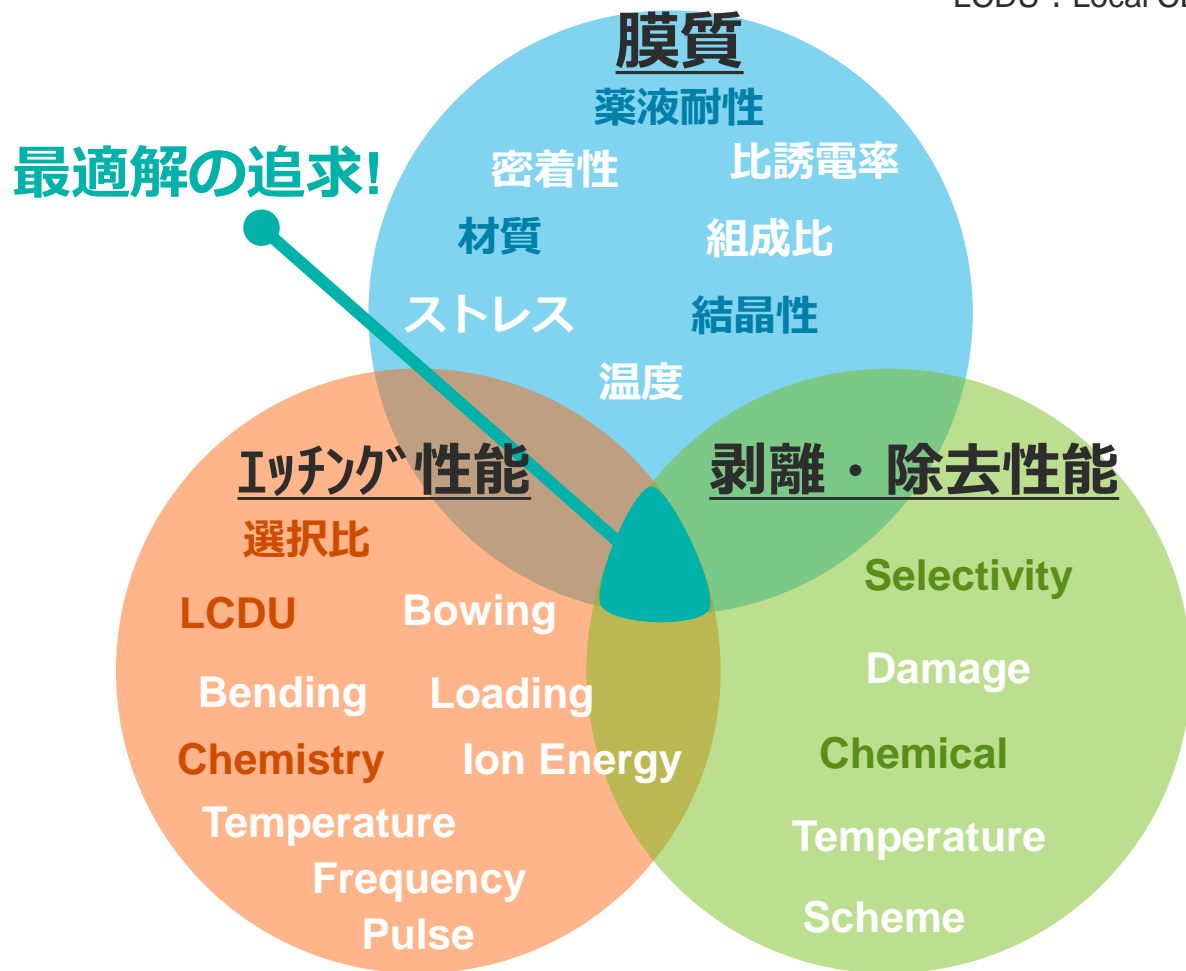 LCDU：Local CD
膜質
薬液耐性
最適解の追求!
密着性
比誘電率
材質
組成比
ストレス
結晶性
温度
ｴｯﾁﾝｸﾞ性能
選択比
LCDU
Bowing
Bending
Loading
Chemistry
Ion Energy
Temperature
Frequency
Pulse
剥離・除去性能
Selectivity
Damage
Chemical
Temperature
Scheme